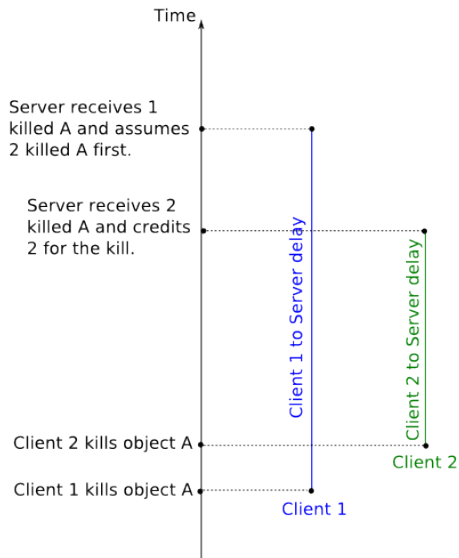 Time
Server receives 1
killed A and assumes
2 killed A first.
Server receives 2
killed A and credits
2 for the kill.
Client 1 to Server delay
Client 2 to Server delay
Client 2 kills object A
Client 2
Client 1 kills object A
Client 1